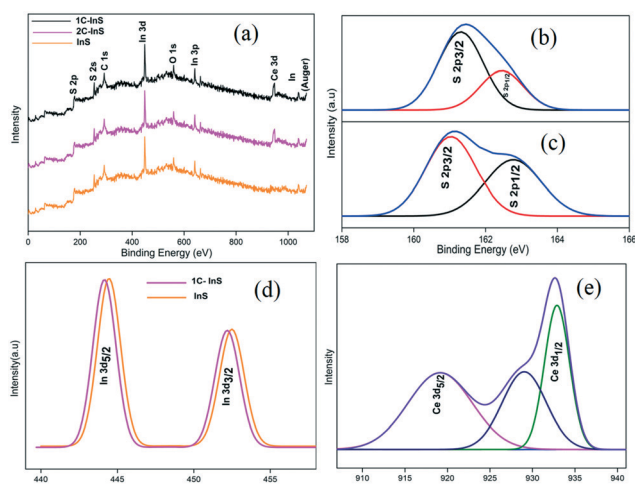 1C-InS
2C-InS
InS
(a)
S 2p
S 2s
C 1s
In 3d
O 1s
In 3p
Ce 3d
In
(Auger)
Intensity
0 200 400 600 800 1000
Binding Energy (eV)
(b)
S 2p3/2
S 2p1/2
(c)
S 2p3/2
S 2p1/2
Intensity (a.u)
158 160 162 164 166
Binding Energy (eV)
1C- InS
InS
(d)
In 3d5/2
In 3d3/2
Intensity(a.u)
440 445 450 455
(e)
Ce 3d5/2
Ce 3d1/2
Intensity
910 915 920 925 930 935 940